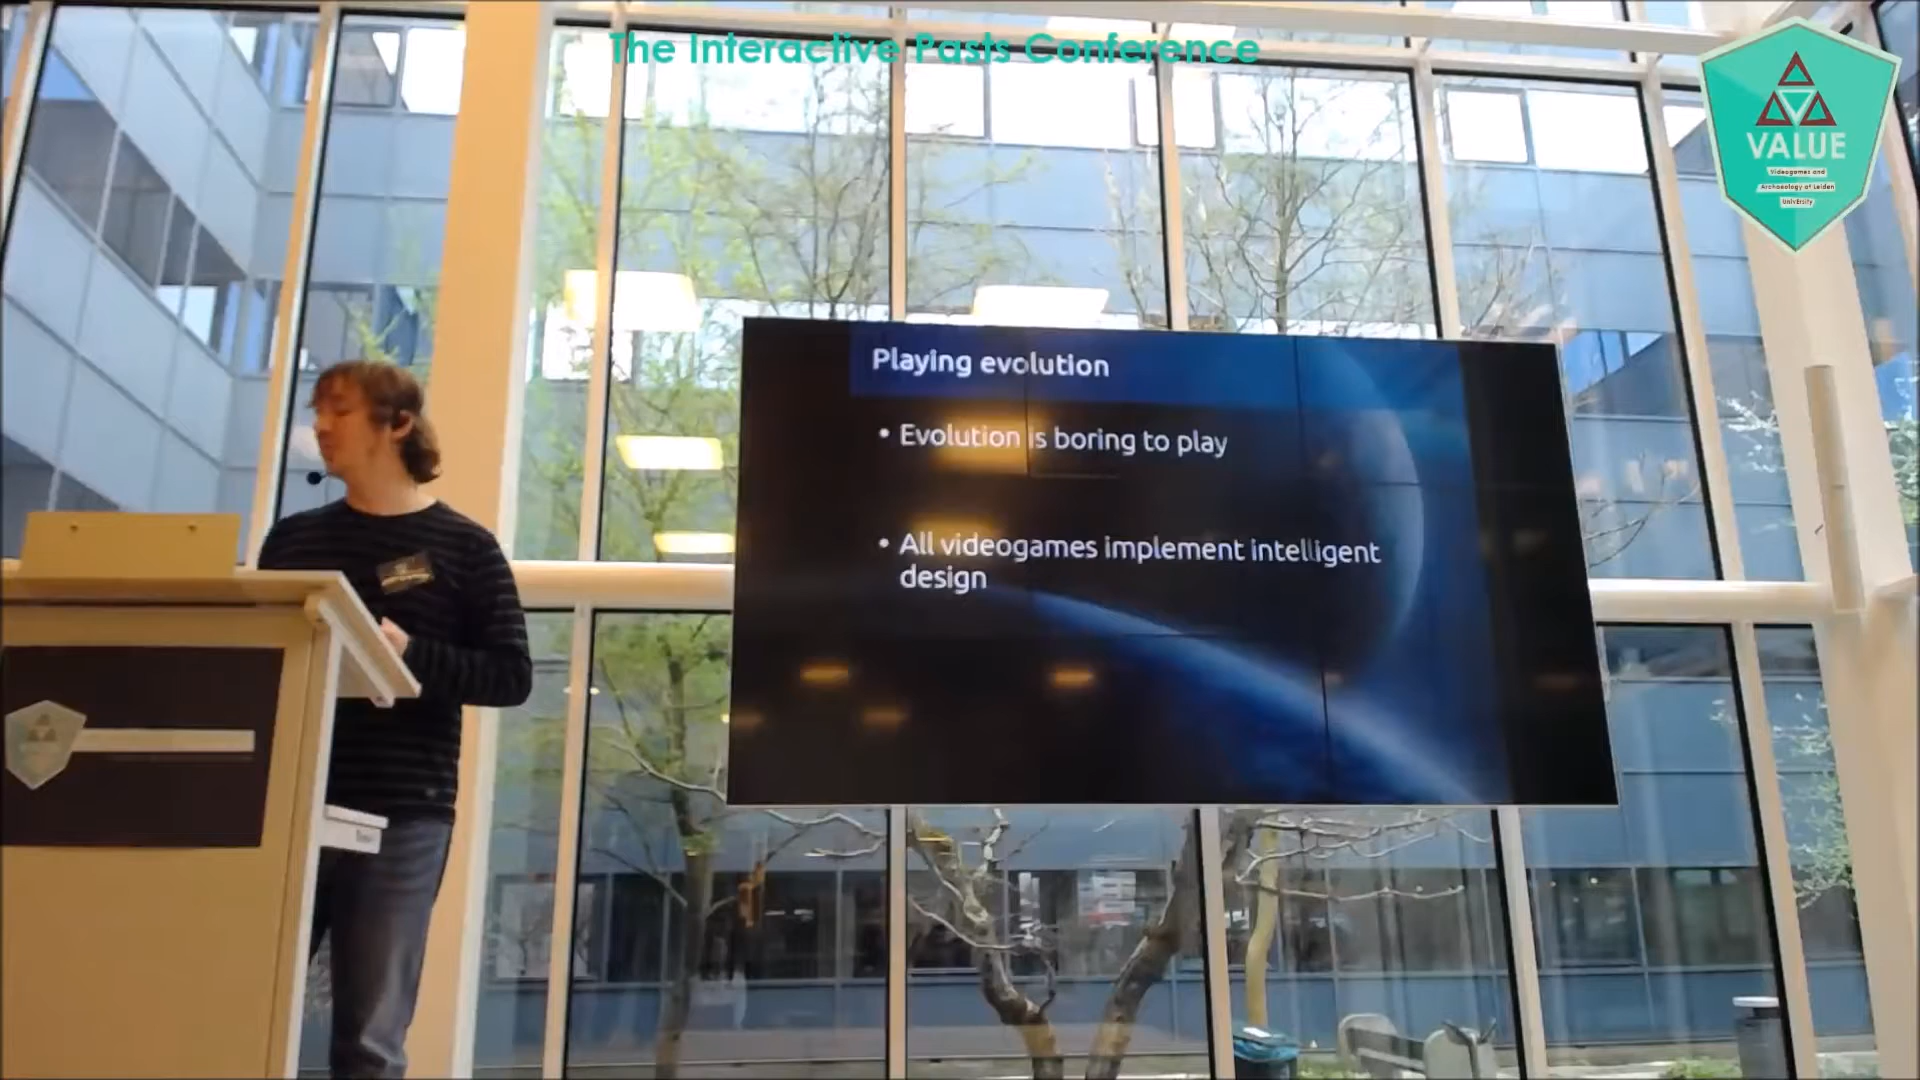 The Interactive Pasts Conference
VALUE
Videogames and
Archaeology at Leiden
University
Playing evolution
• Evolution is boring to play
• All videogames implement intelligent
design